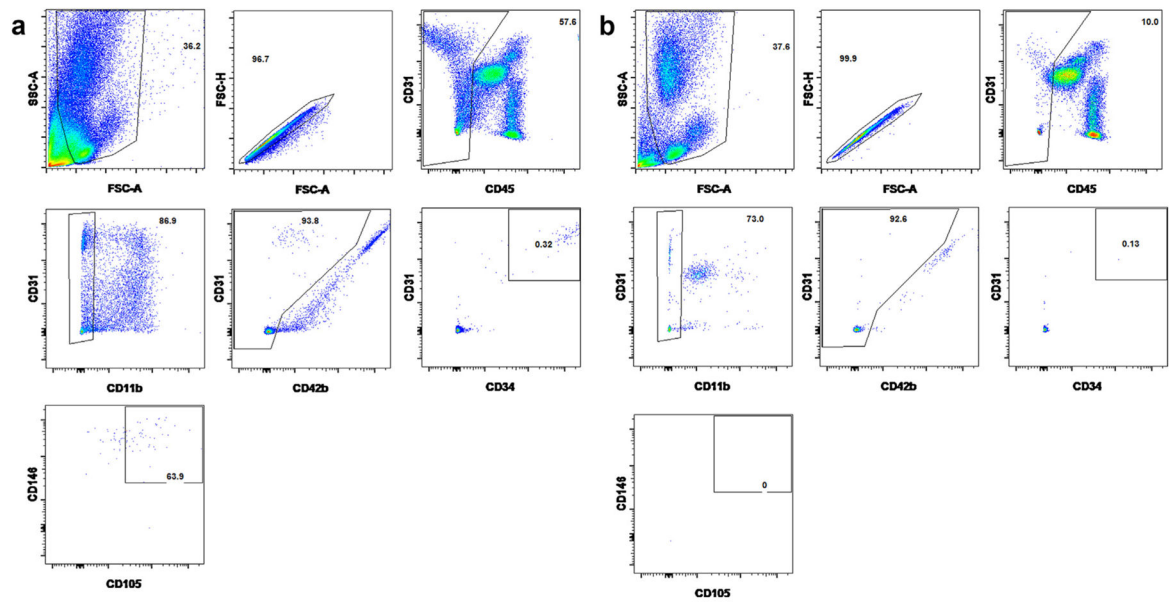 a
SSC-A
36.2
FSC-A
FSC-H
96.7
FSC-A
CD31
57.6
CD45
CD31
86.9
CD11b
CD31
93.8
CD42b
CD31
0.32
CD34
CD146
63.9
CD105
b
SSC-A
37.6
FSC-A
FSC-H
99.9
FSC-A
CD31
10.0
CD45
CD31
73.0
CD11b
CD31
92.6
CD42b
CD31
0.13
CD34
CD146
0
CD105